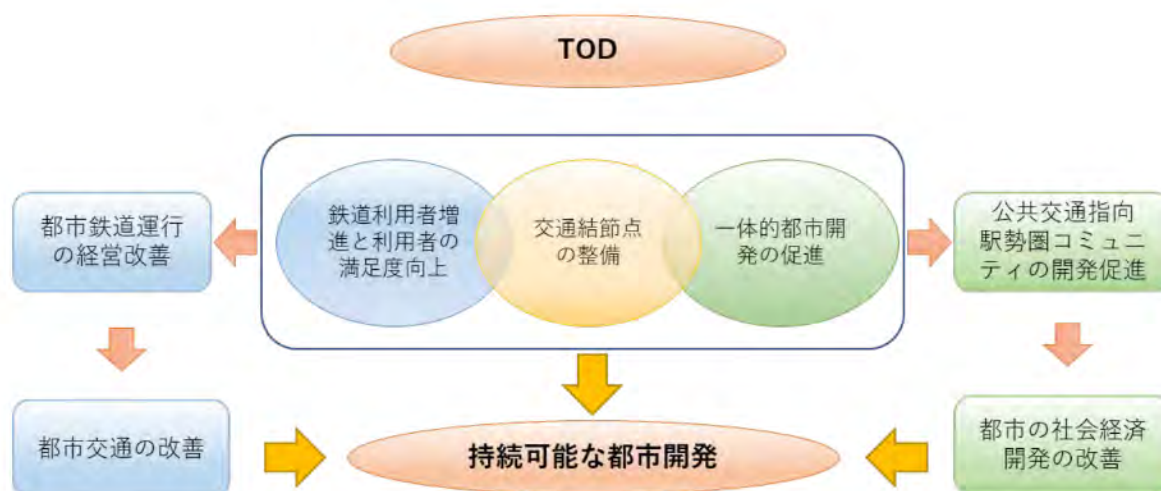 TOD
都市鉄道運行
の経営改善
鉄道利用者増
進と利用者の
満足度向上
交通結節点
の整備
一体的都市開
発の促進
公共交通指向
駅勢圏コミュニ
ティの開発促進
都市交通の改善
持続可能な都市開発
都市の社会経済
開発の改善